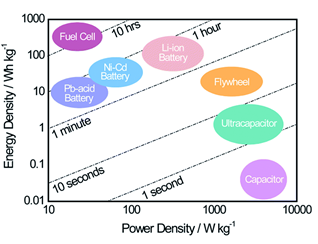 1000
100
10
1
0.1
0.01
Energy Density / Wh kg⁻¹
Fuel Cell
10 hrs
Li-ion
Battery
1 hour
Ni-Cd
Battery
Pb-acid
Battery
Flywheel
1 minute
Ultracapacitor
10 seconds
1 second
Capacitor
10
100
1000
10000
Power Density / W kg⁻¹